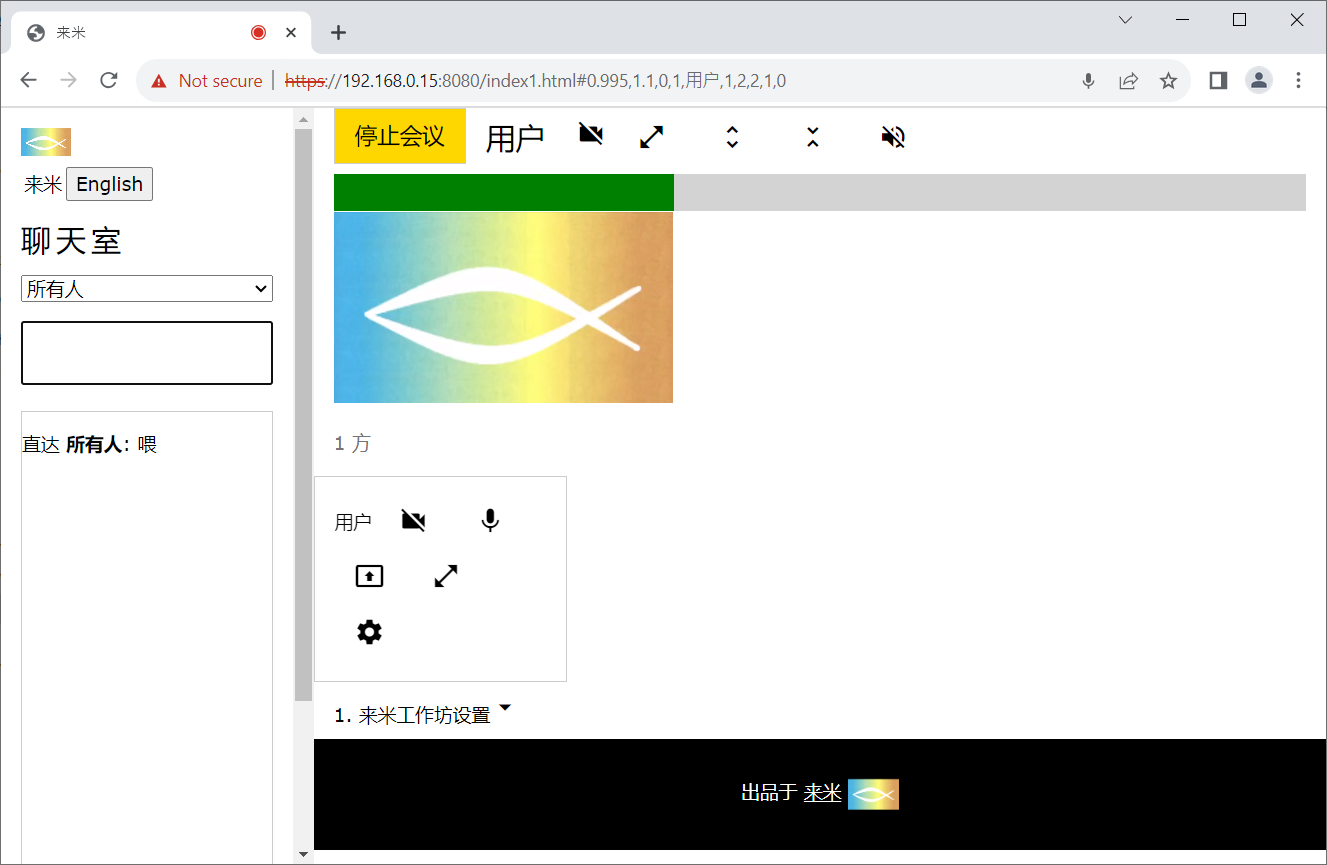 来米
Not secure | https://192.168.0.15:8080/index1.html#0.995,1.1,0,1,用户,1,2,2,1,0
来米 English
聊天室
所有人
直达 所有人: 喂
停止会议 用户
1 方
用户
1. 来米工作坊设置
出品于 来米